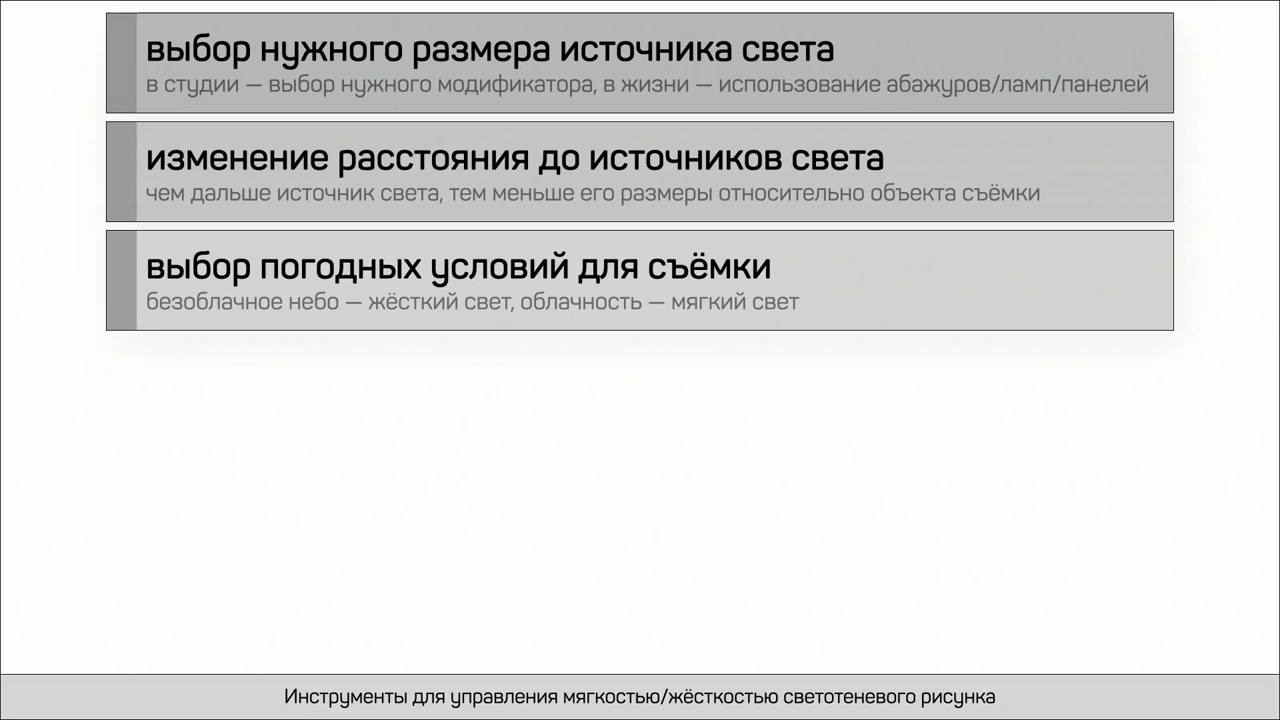 выбор нужного размера источника света
в студии — выбор нужного модификатора, в жизни — использование абажуров/ламп/панелей
изменение расстояния до источников света
чем дальше источник света, тем меньше его размеры относительно объекта съёмки
выбор погодных условий для съёмки
безоблачное небо — жёсткий свет, облачность — мягкий свет
Инструменты для управления мягкостью/жёсткостью светотеневого рисунка